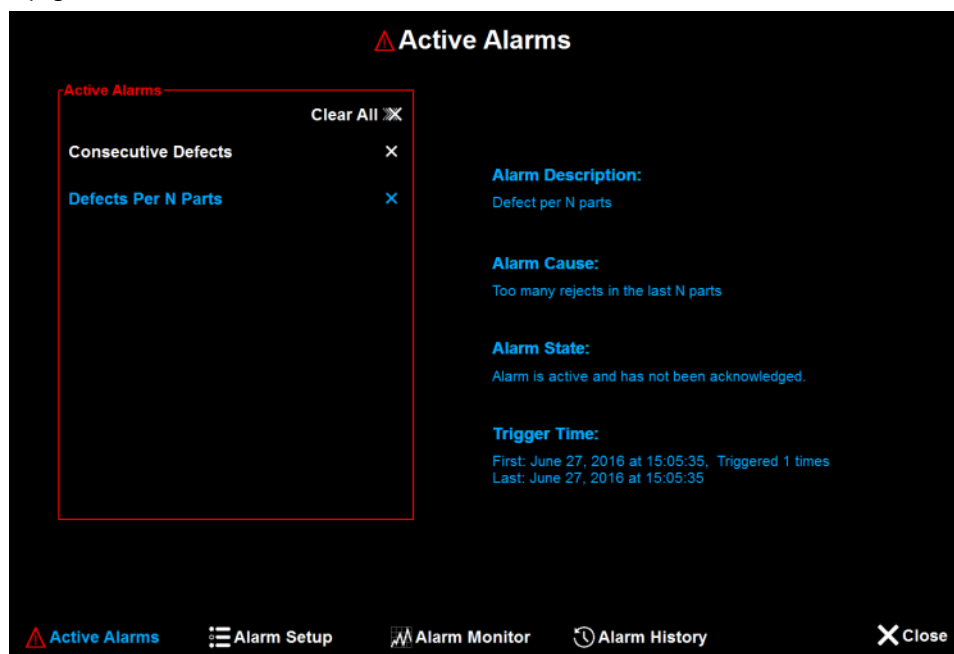 Active Alarms
Active Alarms
Clear All
Consecutive Defects
Defects Per N Parts
Alarm Description:
Defect per N parts
Alarm Cause:
Too many rejects in the last N parts
Alarm State:
Alarm is active and has not been acknowledged.
Trigger Time:
First: June 27, 2016 at 15:05:35, Triggered 1 times
Last: June 27, 2016 at 15:05:35
Active Alarms Alarm Setup Alarm Monitor Alarm History Close